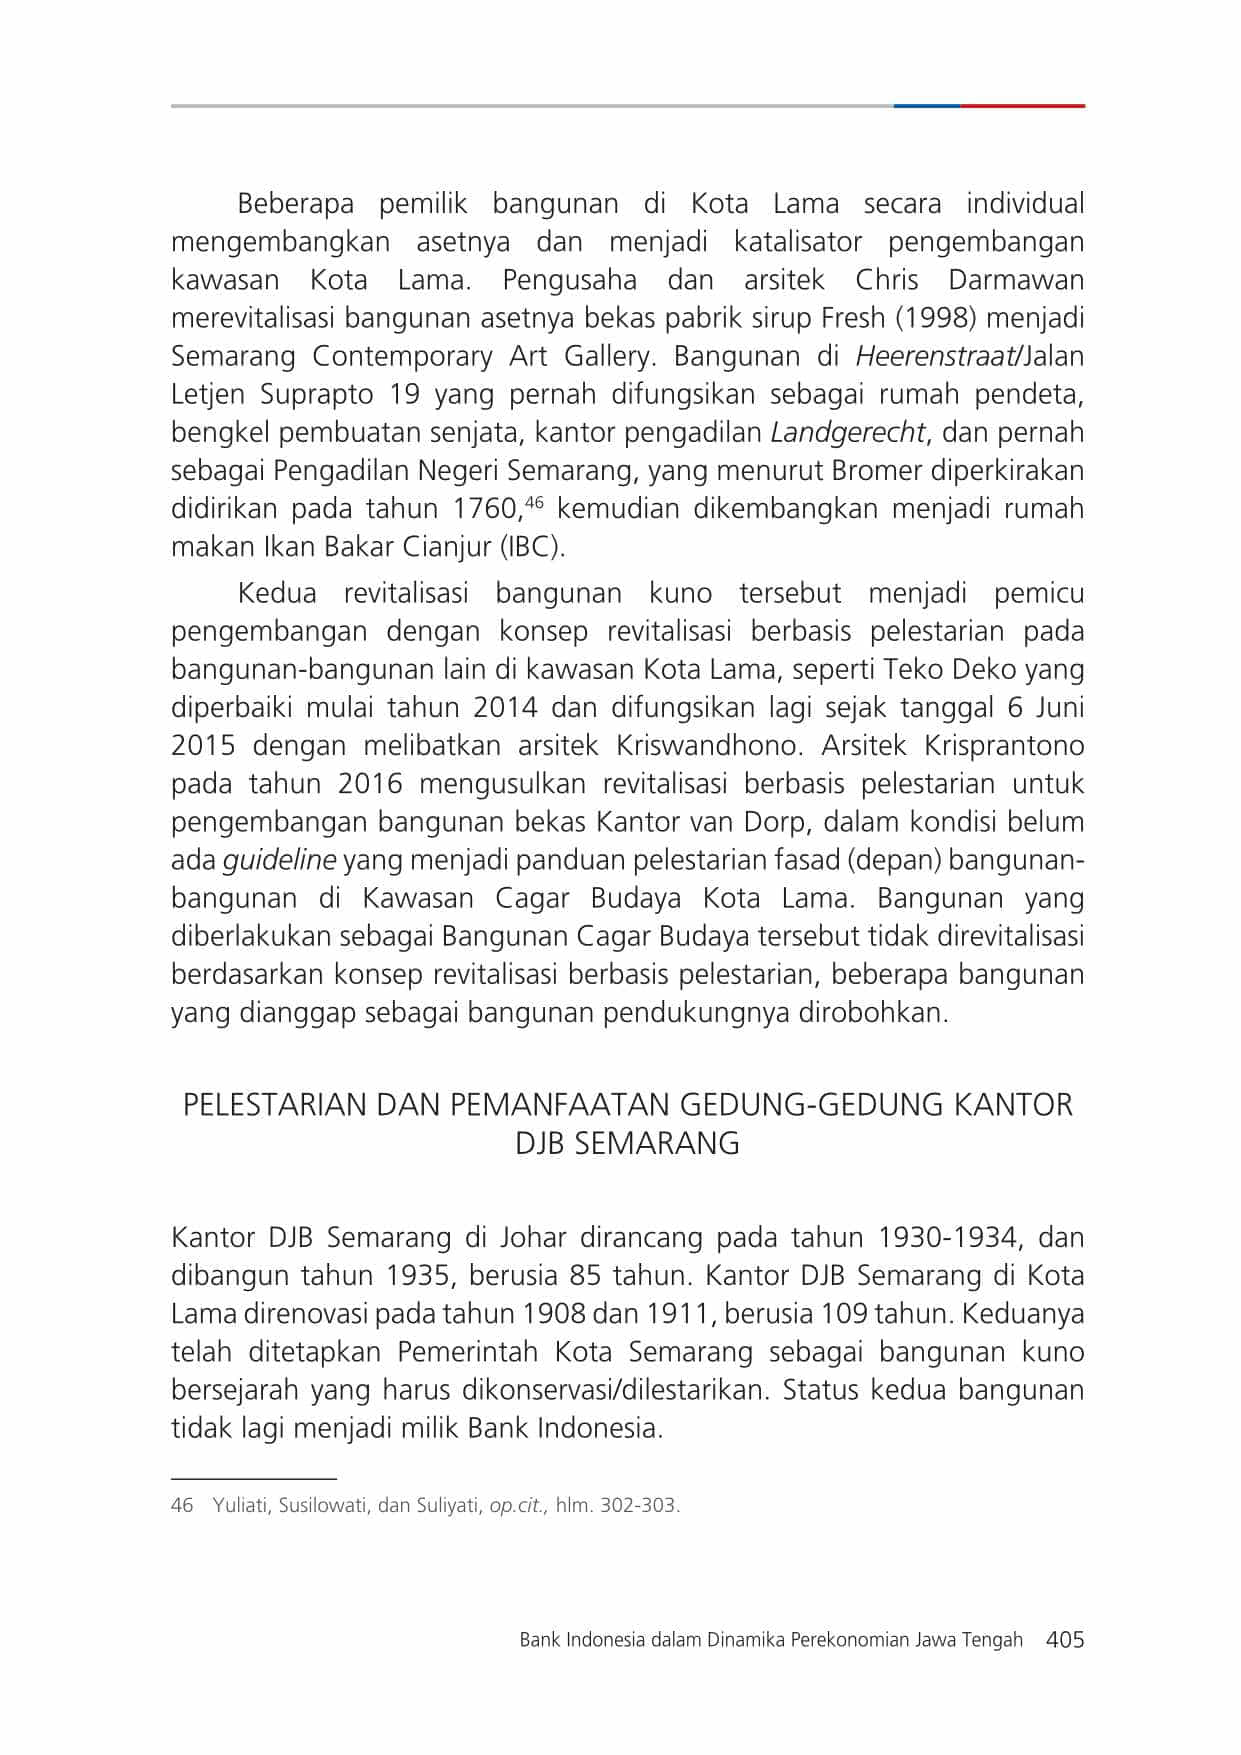 Beberapa pemilik bangunan di Kota Lama secara individual
mengembangkan asetnya dan menjadi katalisator pengembangan
kawasan Kota Lama. Pengusaha dan arsitek Chris Darmawan
merevitalisasi bangunan asetnya bekas pabrik sirup Fresh (1998) menjadi
Semarang Contemporary Art Gallery. Bangunan di Heerenstraat/Jalan
Letjen Suprapto 19 yang pernah difungsikan sebagai rumah pendeta,
bengkel pembuatan senjata, kantor pengadilan Landgerecht, dan pernah
sebagai Pengadilan Negeri Semarang, yang menurut Bromer diperkirakan
didirikan pada tahun 1760,46 kemudian dikembangkan menjadi rumah
makan Ikan Bakar Cianjur (IBC).
Kedua revitalisasi bangunan kuno tersebut menjadi pemicu
pengembangan dengan konsep revitalisasi berbasis pelestarian pada
bangunan-bangunan lain di kawasan Kota Lama, seperti Teko Deko yang
diperbaiki mulai tahun 2014 dan difungsikan lagi sejak tanggal 6 Juni
2015 dengan melibatkan arsitek Kriswandhono. Arsitek Krisprantono
pada tahun 2016 mengusulkan revitalisasi berbasis pelestarian untuk
pengembangan bangunan bekas Kantor van Dorp, dalam kondisi belum
ada guideline yang menjadi panduan pelestarian fasad (depan) bangunan-
bangunan di Kawasan Cagar Budaya Kota Lama. Bangunan yang
diberlakukan sebagai Bangunan Cagar Budaya tersebut tidak direvitalisasi
berdasarkan konsep revitalisasi berbasis pelestarian, beberapa bangunan
yang dianggap sebagai bangunan pendukungnya dirobohkan.
PELESTARIAN DAN PEMANFAATAN GEDUNG-GEDUNG KANTOR
DJB SEMARANG
Kantor DJB Semarang di Johar dirancang pada tahun 1930-1934, dan
dibangun tahun 1935, berusia 85 tahun. Kantor DJB Semarang di Kota
Lama direnovasi pada tahun 1908 dan 1911, berusia 109 tahun. Keduanya
telah ditetapkan Pemerintah Kota Semarang sebagai bangunan kuno
bersejarah yang harus dikonservasi/dilestarikan. Status kedua bangunan
tidak lagi menjadi milik Bank Indonesia.
46 Yuliati, Susilowati, dan Suliyati, op.cit., hlm. 302-303.
Bank Indonesia dalam Dinamika Perekonomian Jawa Tengah 405